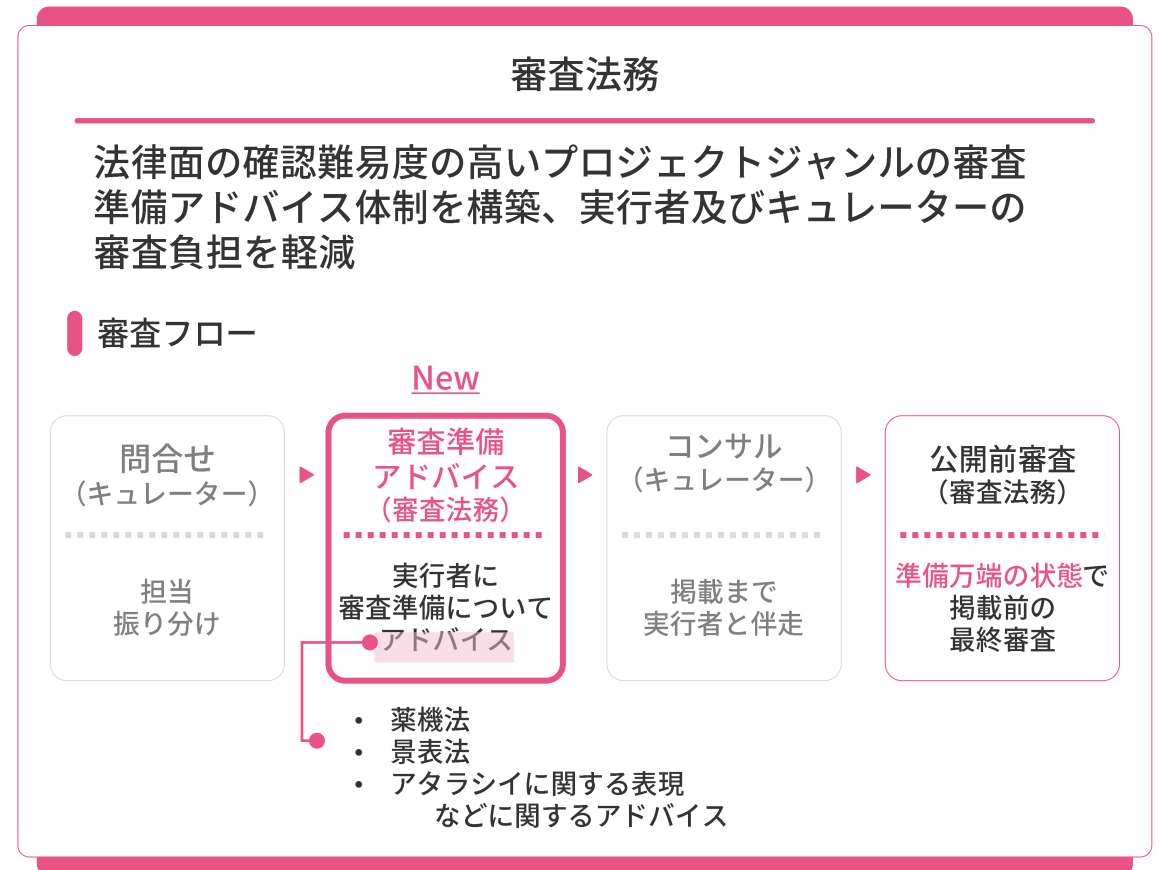 審査法務
法律面の確認難易度の高いプロジェクトジャンルの審査
準備アドバイス体制を構築、実行者及びキュレーターの
審査負担を軽減
審査フロー
New
問合せ
（キュレーター）
担当
振り分け
審査準備
アドバイス
（審査法務）
実行者に
審査準備について
アドバイス
コンサル
（キュレーター）
掲載まで
実行者と伴走
公開前審査
（審査法務）
準備万端の状態で
掲載前の
最終審査
• 薬機法
• 景表法
• アタラシイに関する表現
などに関するアドバイス